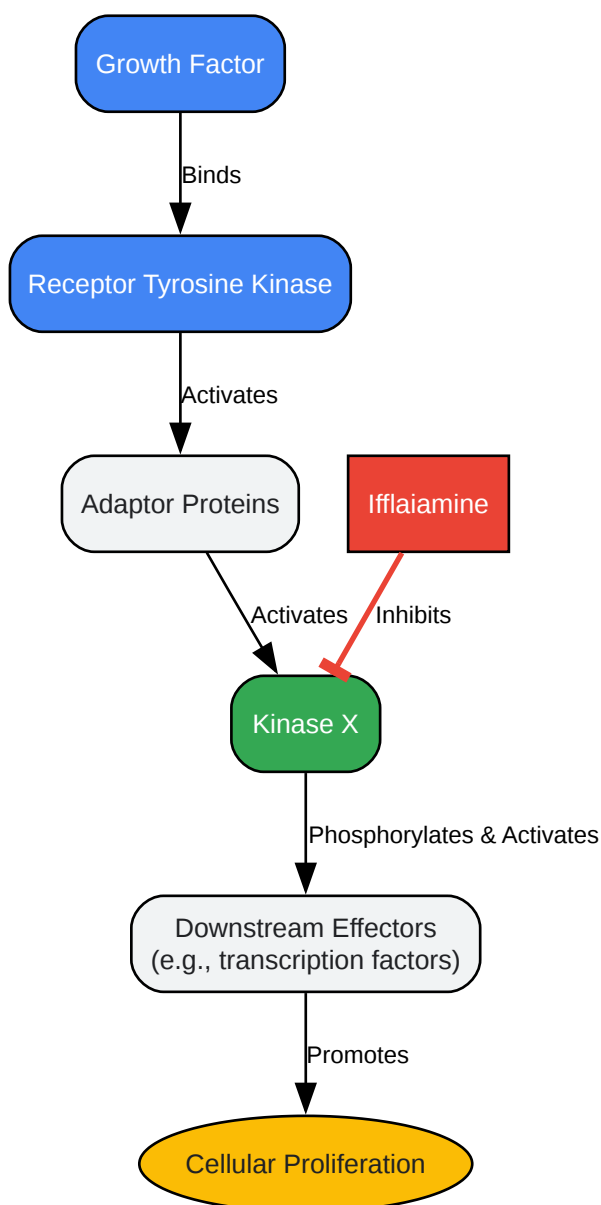 Growth Factor
Binds
Receptor Tyrosine Kinase
Activates
Adaptor Proteins
Ifflaiamine
Activates
Inhibits
Kinase X
Phosphorylates & Activates
Downstream Effectors
(e.g., transcription factors)
Promotes
Cellular Proliferation